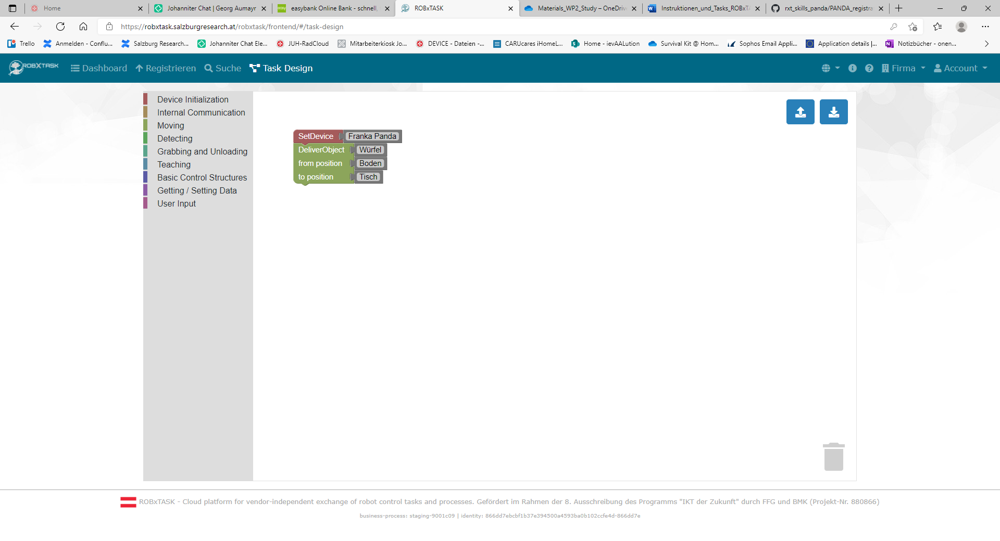 Home
Johanniter Chat | Georg Aumayr
easybank Online Bank - schnell,
ROBxTASK
Materials_WP2_Study – OneDriv
Instruktionen_und_Tasks_ROBxTA
rxt_skills_panda/PANDA_registra
https://robxtask.salzburgresearch.at/robxtask/frontend/#/task-design
Trello
Anmelden - Conflu...
Salzburg Research...
Johanniter Chat Ele...
JUH-RadCloud
Mitarbeiterkiosk Jo...
DEVICE - Dateien -...
CARUcares iHomeL...
Home - ievAALution
Survival Kit @ Hom...
Sophos Email Appli...
Application details |...
Notizbücher - onen...
ROBXTASK
Dashboard
Registrieren
Suche
Task Design
Firma
Account
Device Initialization
Internal Communication
Moving
Detecting
Grabbing and Unloading
Teaching
Basic Control Structures
Getting / Setting Data
User Input
SetDevice Franka Panda
DeliverObject Würfel
from position Boden
to position Tisch
ROBxTASK - Cloud platform for vendor-independent exchange of robot control tasks and processes. Gefördert im Rahmen der 8. Ausschreibung des Programms "IKT der Zukunft" durch FFG und BMK (Projekt-Nr. 880866)
business-process: staging-9001c09 | identity: 866dd7ebcbf1b37e394500a4593ba0b102ccfe4d-866dd7e